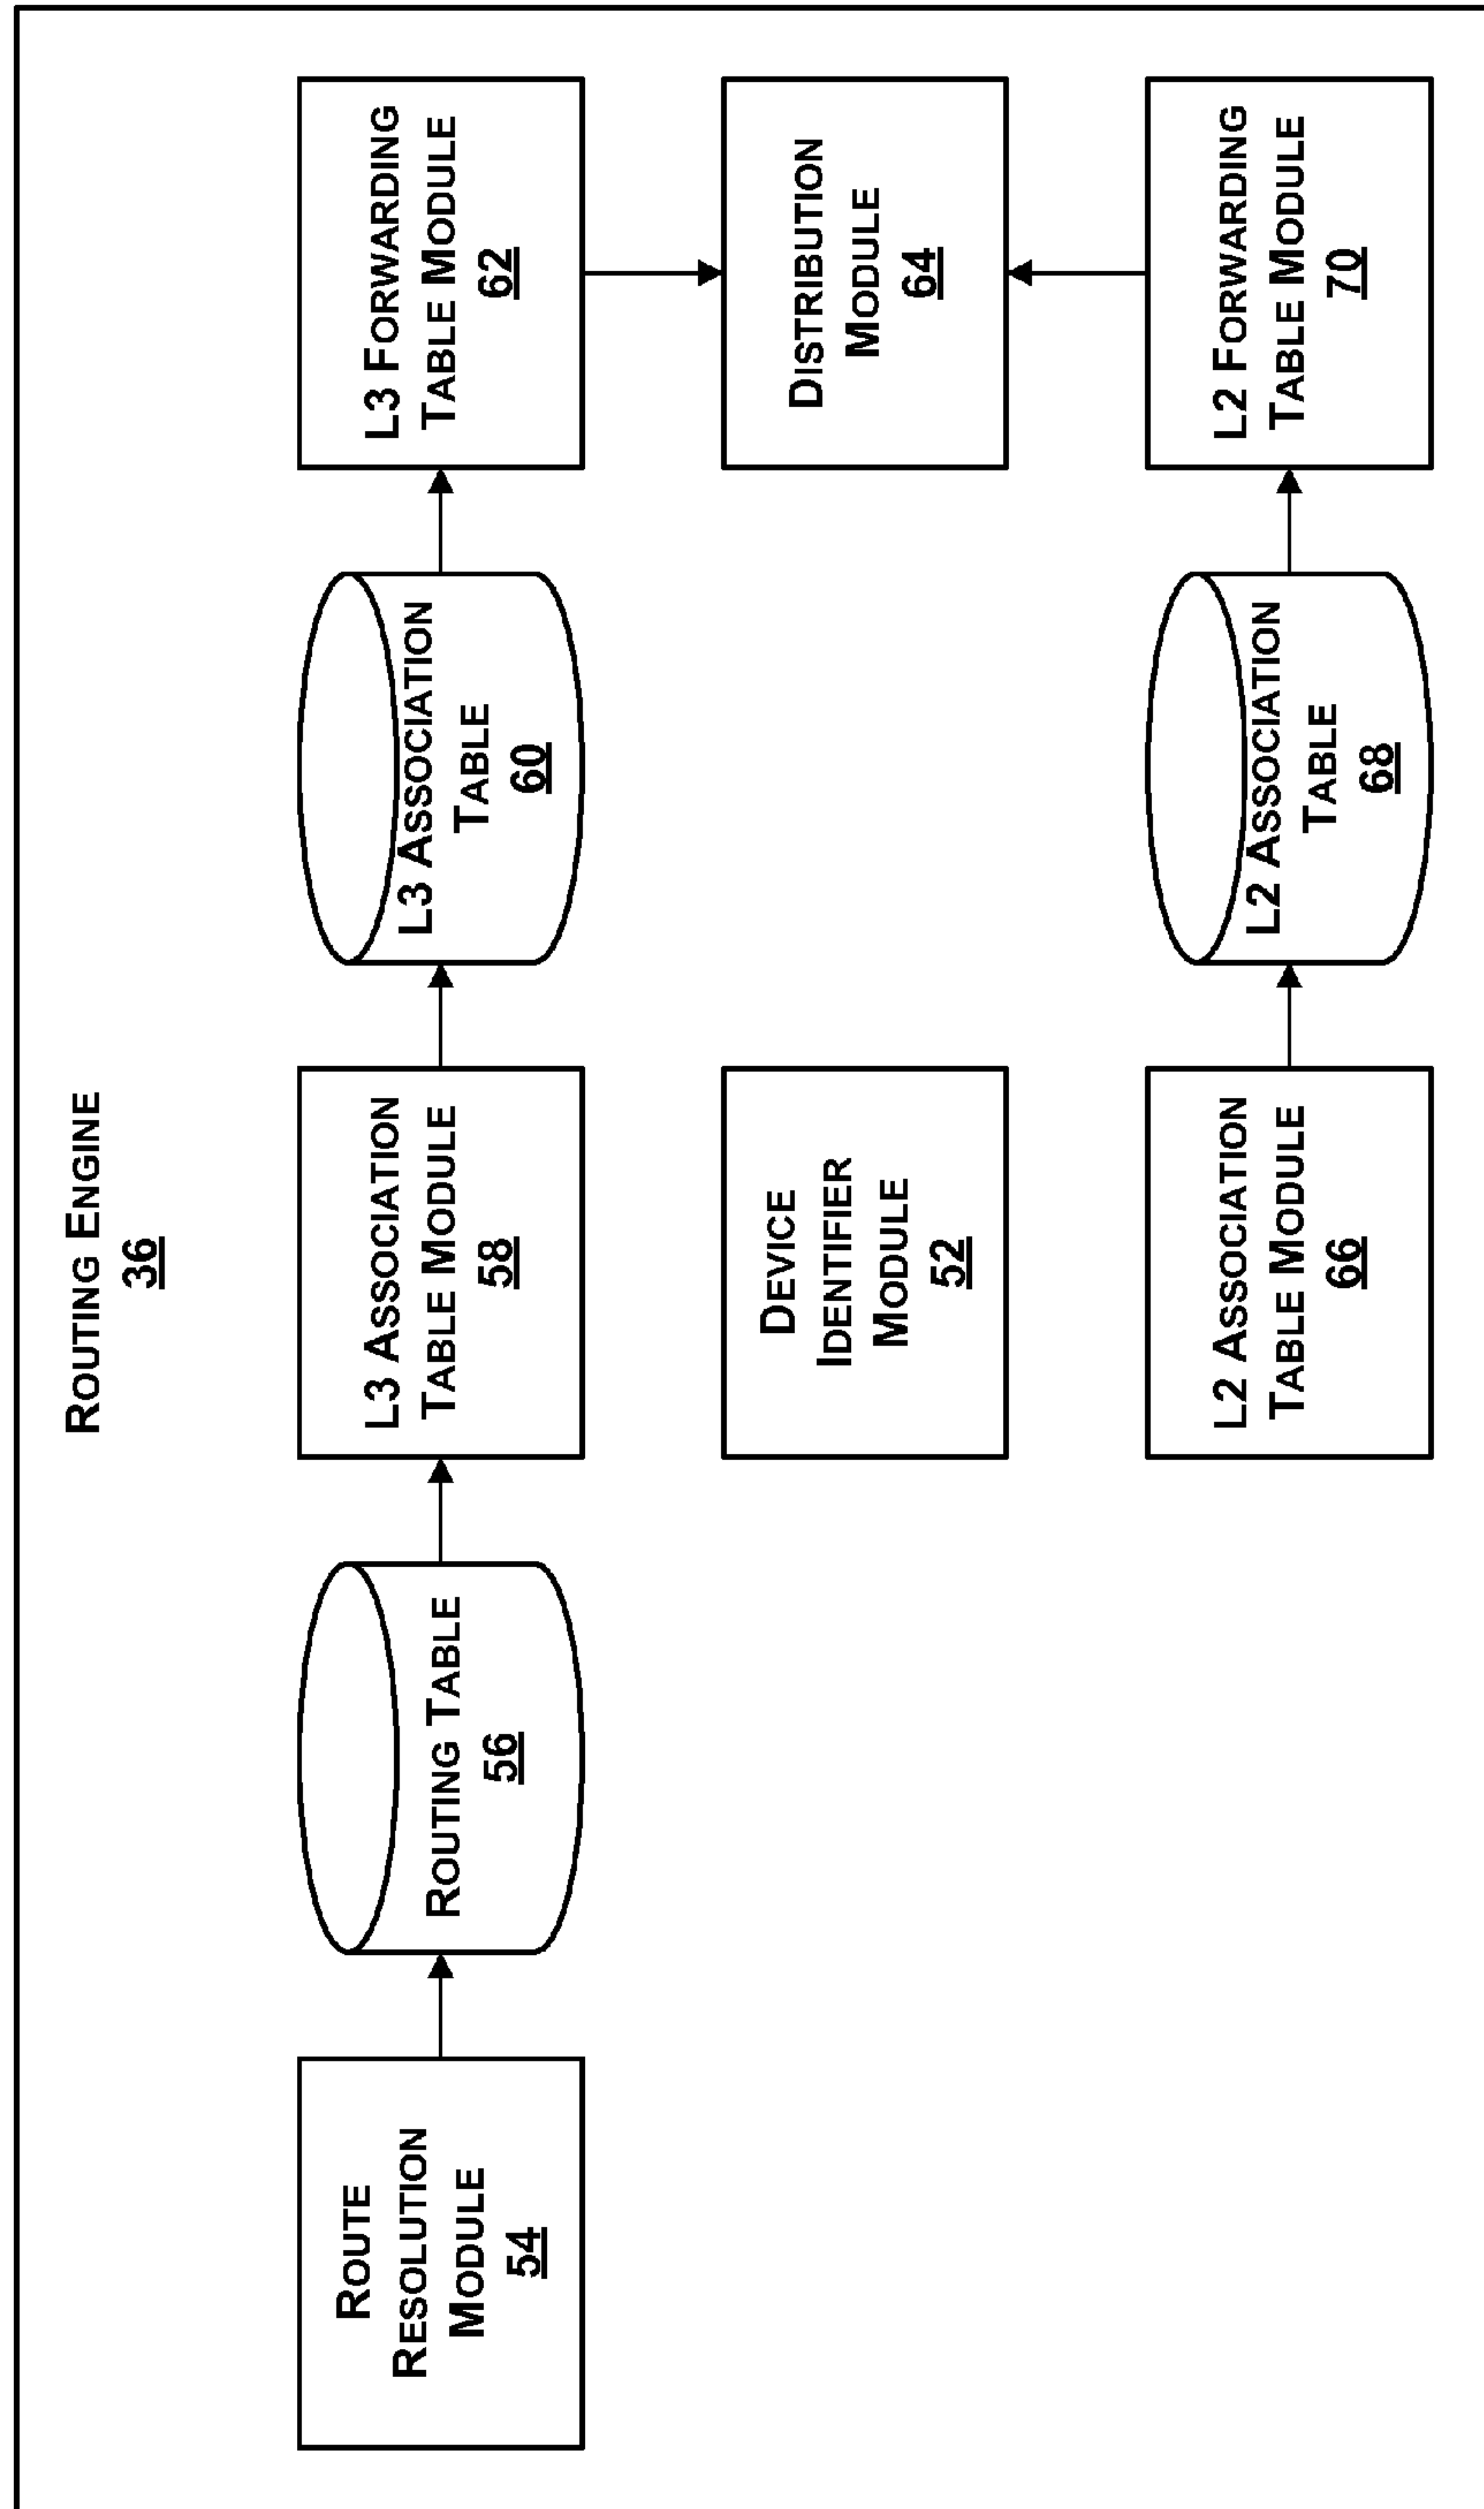 ROUTING ENGINE
36
ROUTE
RESOLUTION
MODULE
54
ROUTING TABLE
56
L3 ASSOCIATION
TABLE MODULE
58
L3 ASSOCIATION
TABLE
60
L3 FORWARDING
TABLE MODULE
62
DEVICE
IDENTIFIER
MODULE
52
DISTRIBUTION
MODULE
64
L2 ASSOCIATION
TABLE MODULE
66
L2 ASSOCIATION
TABLE
68
L2 FORWARDING
TABLE MODULE
70